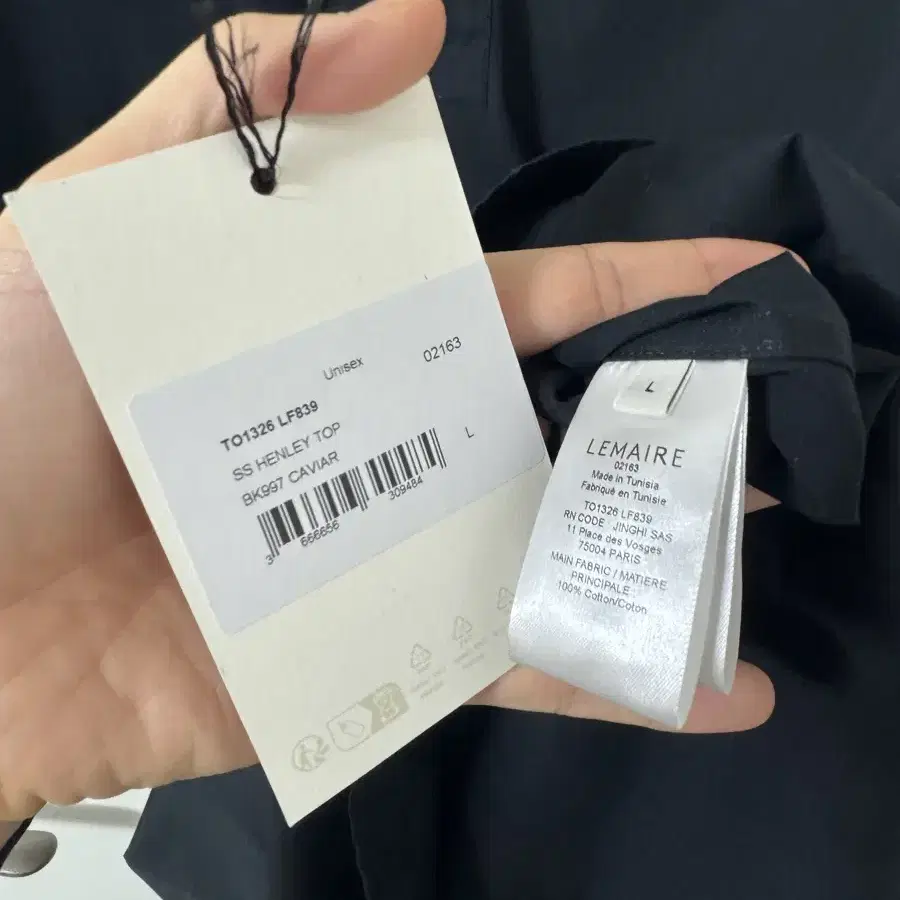 Unisex 02163
TO1326 LF839
SS HENLEY TOP
BK997 CAVIAR L
3 666656 309484
L
LEMAIRE
02163
Made in Tunisia
Fabriqué en Tunisie
TO1326 LF839
RN CODE : JINGHI SAS
11 Place des Vosges
75004 PARIS
MAIN FABRIC / MATIERE
PRINCIPALE
100% Cotton/Coton